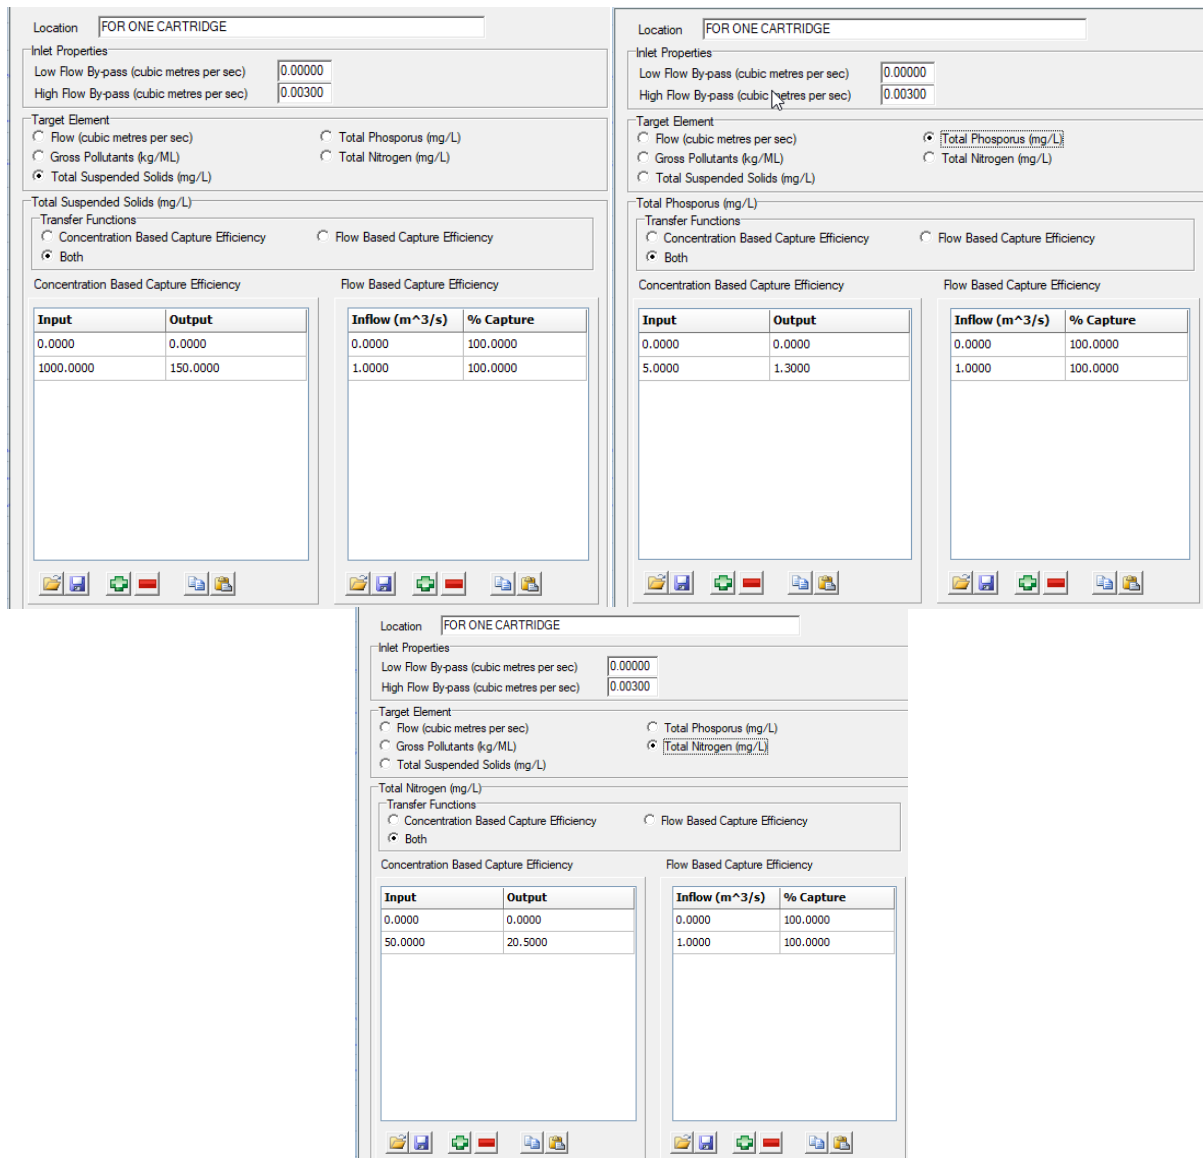 Location FOR ONE CARTRIDGE
Inlet Properties
Low Flow By-pass (cubic metres per sec) 0.00000
High Flow By-pass (cubic metres per sec) 0.00300
Target Element
Flow (cubic metres per sec) Total Phosporus (mg/L)
Gross Pollutants (kg/ML) Total Nitrogen (mg/L)
Total Suspended Solids (mg/L)
Total Suspended Solids (mg/L)
Transfer Functions
Concentration Based Capture Efficiency Flow Based Capture Efficiency
Both
Concentration Based Capture Efficiency Flow Based Capture Efficiency
Input Output Inflow (m^3/s) % Capture
0.0000 0.0000 0.0000 100.0000
1000.0000 150.0000 1.0000 100.0000
Location FOR ONE CARTRIDGE
Inlet Properties
Low Flow By-pass (cubic metres per sec) 0.00000
High Flow By-pass (cubic metres per sec) 0.00300
Target Element
Flow (cubic metres per sec) Total Phosporus (mg/L)
Gross Pollutants (kg/ML) Total Nitrogen (mg/L)
Total Suspended Solids (mg/L)
Total Phosporus (mg/L)
Transfer Functions
Concentration Based Capture Efficiency Flow Based Capture Efficiency
Both
Concentration Based Capture Efficiency Flow Based Capture Efficiency
Input Output Inflow (m^3/s) % Capture
0.0000 0.0000 0.0000 100.0000
5.0000 1.3000 1.0000 100.0000
Location FOR ONE CARTRIDGE
Inlet Properties
Low Flow By-pass (cubic metres per sec) 0.00000
High Flow By-pass (cubic metres per sec) 0.00300
Target Element
Flow (cubic metres per sec) Total Phosporus (mg/L)
Gross Pollutants (kg/ML) Total Nitrogen (mg/L)
Total Suspended Solids (mg/L)
Total Nitrogen (mg/L)
Transfer Functions
Concentration Based Capture Efficiency Flow Based Capture Efficiency
Both
Concentration Based Capture Efficiency Flow Based Capture Efficiency
Input Output Inflow (m^3/s) % Capture
0.0000 0.0000 0.0000 100.0000
50.0000 20.5000 1.0000 100.0000